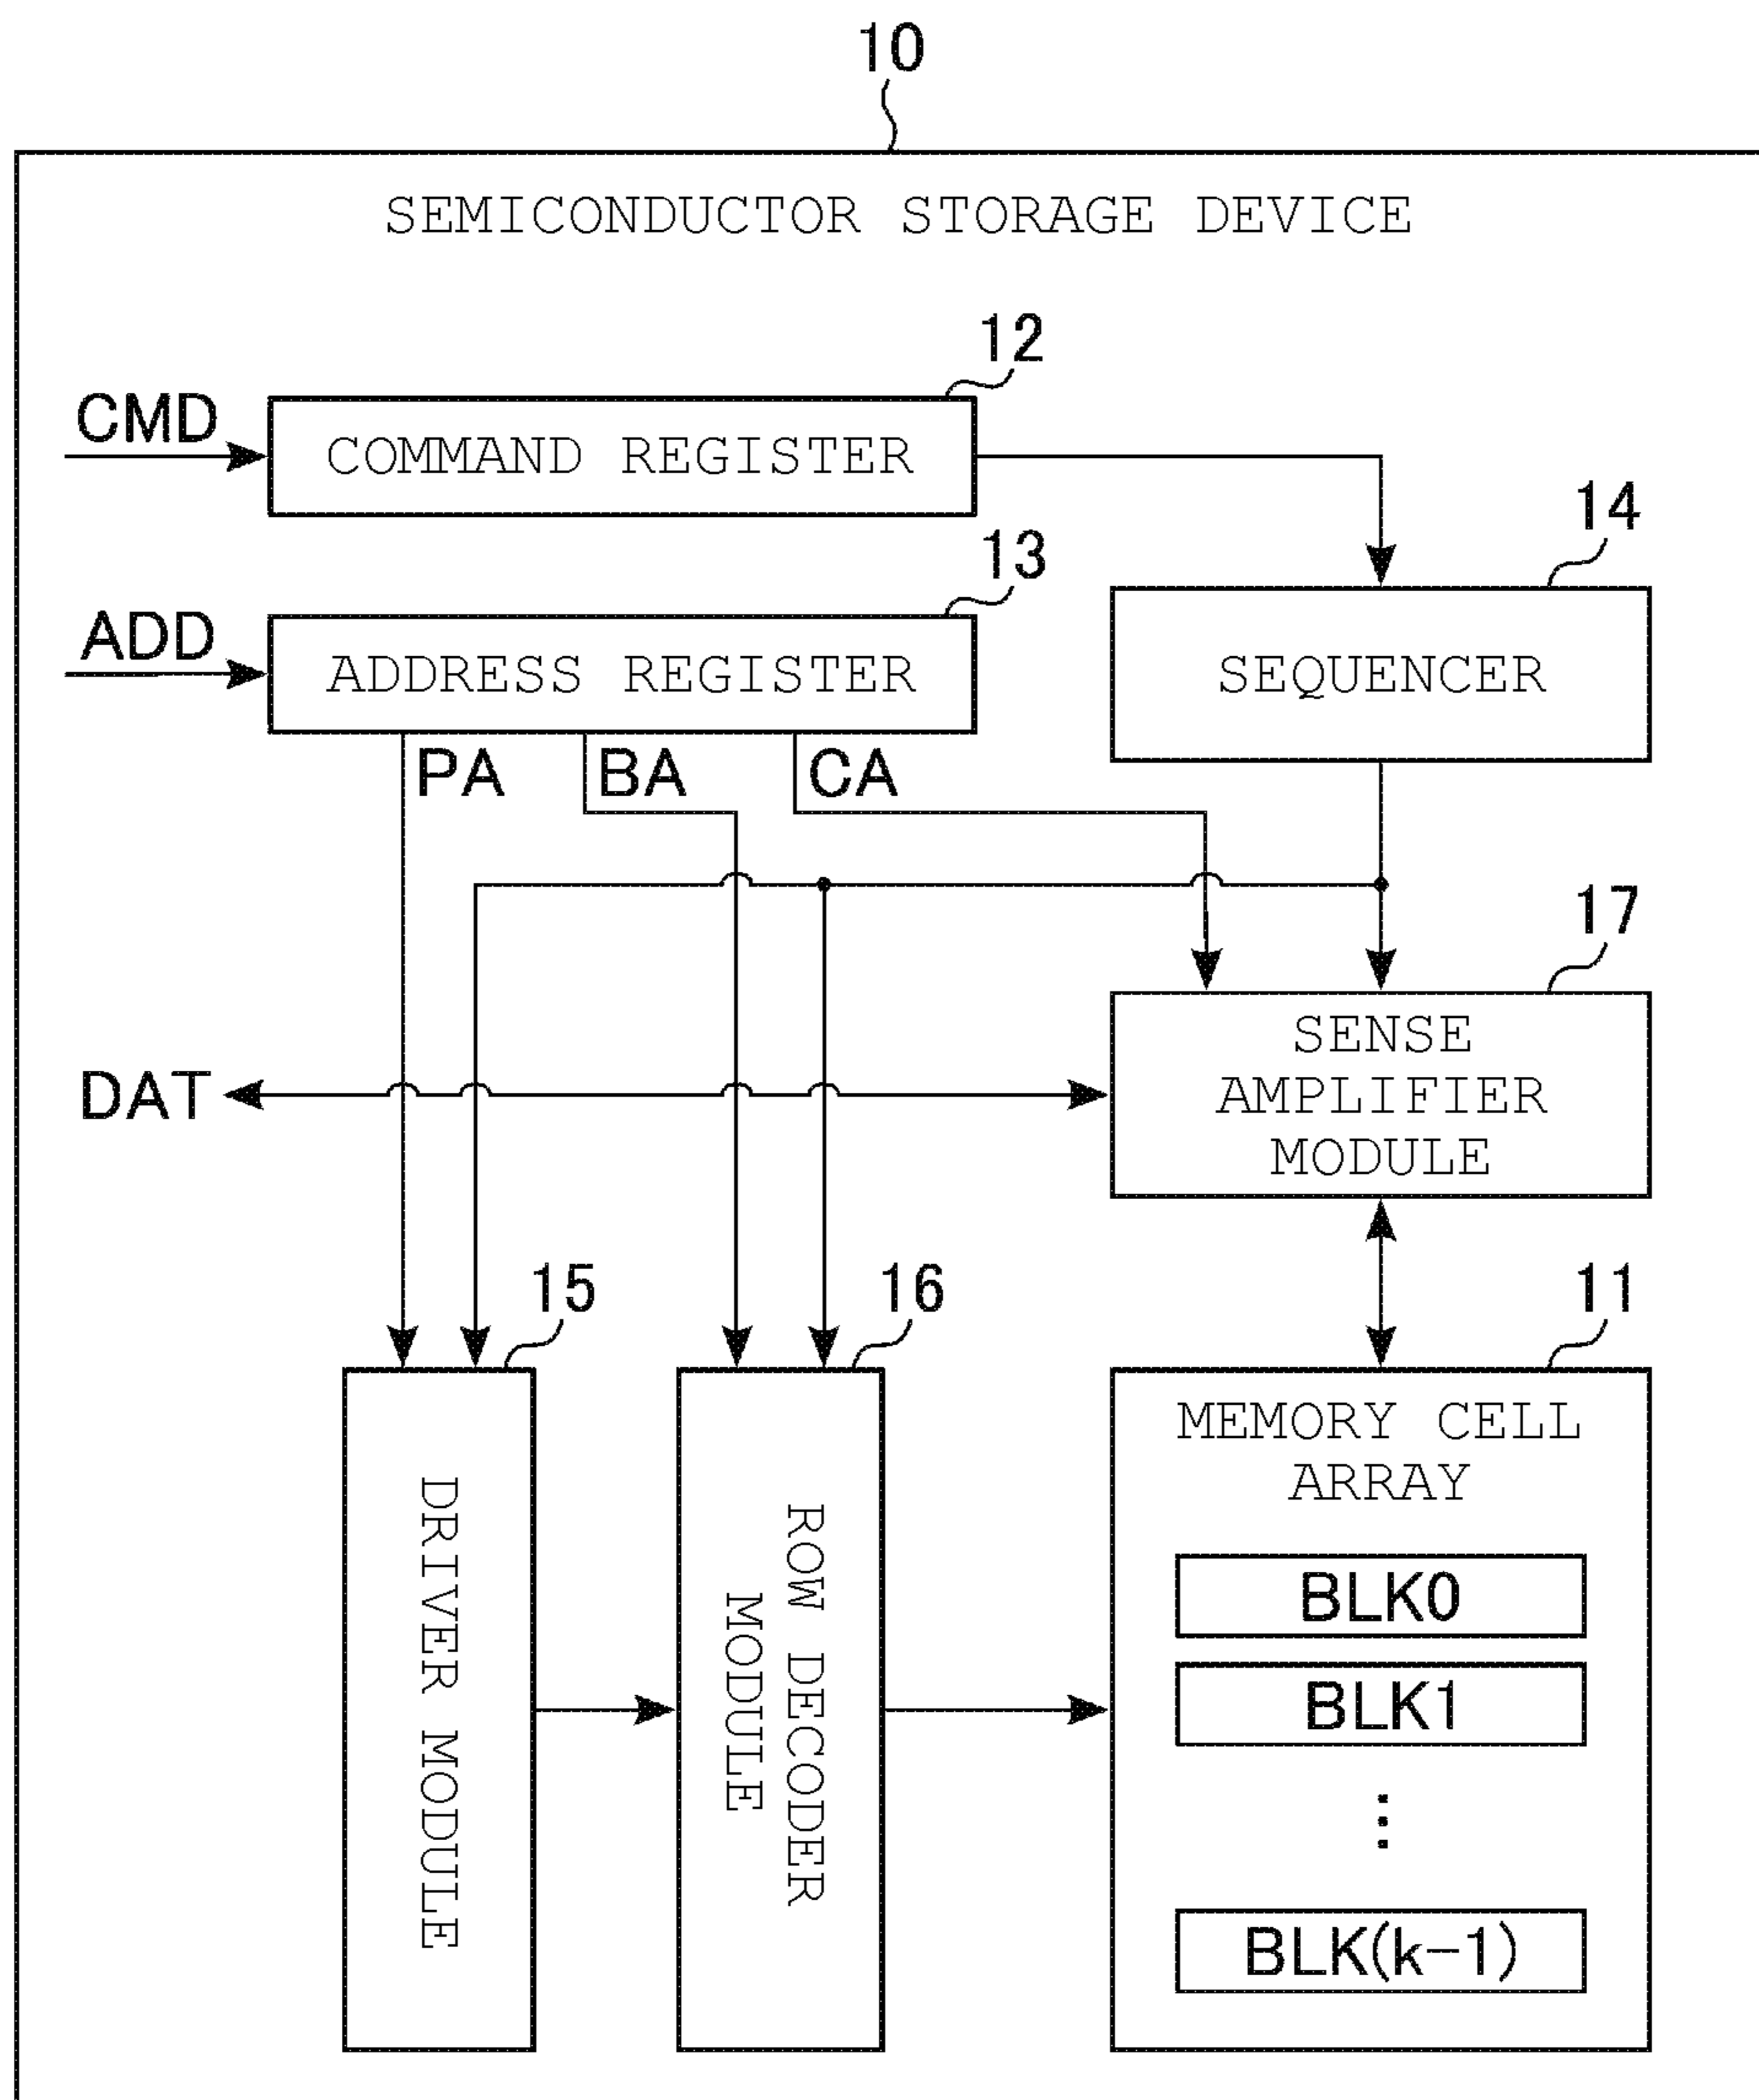 10
SEMICONDUCTOR STORAGE DEVICE
12
CMD
COMMAND REGISTER
14
13
ADD
ADDRESS REGISTER
SEQUENCER
PA
BA
CA
17
SENSE
AMPLIFIER
MODULE
DAT
15
16
11
DRIVER MODULE
ROW DECODER
MODULE
MEMORY CELL
ARRAY
BLK0
BLK1
⋮
BLK(k-1)